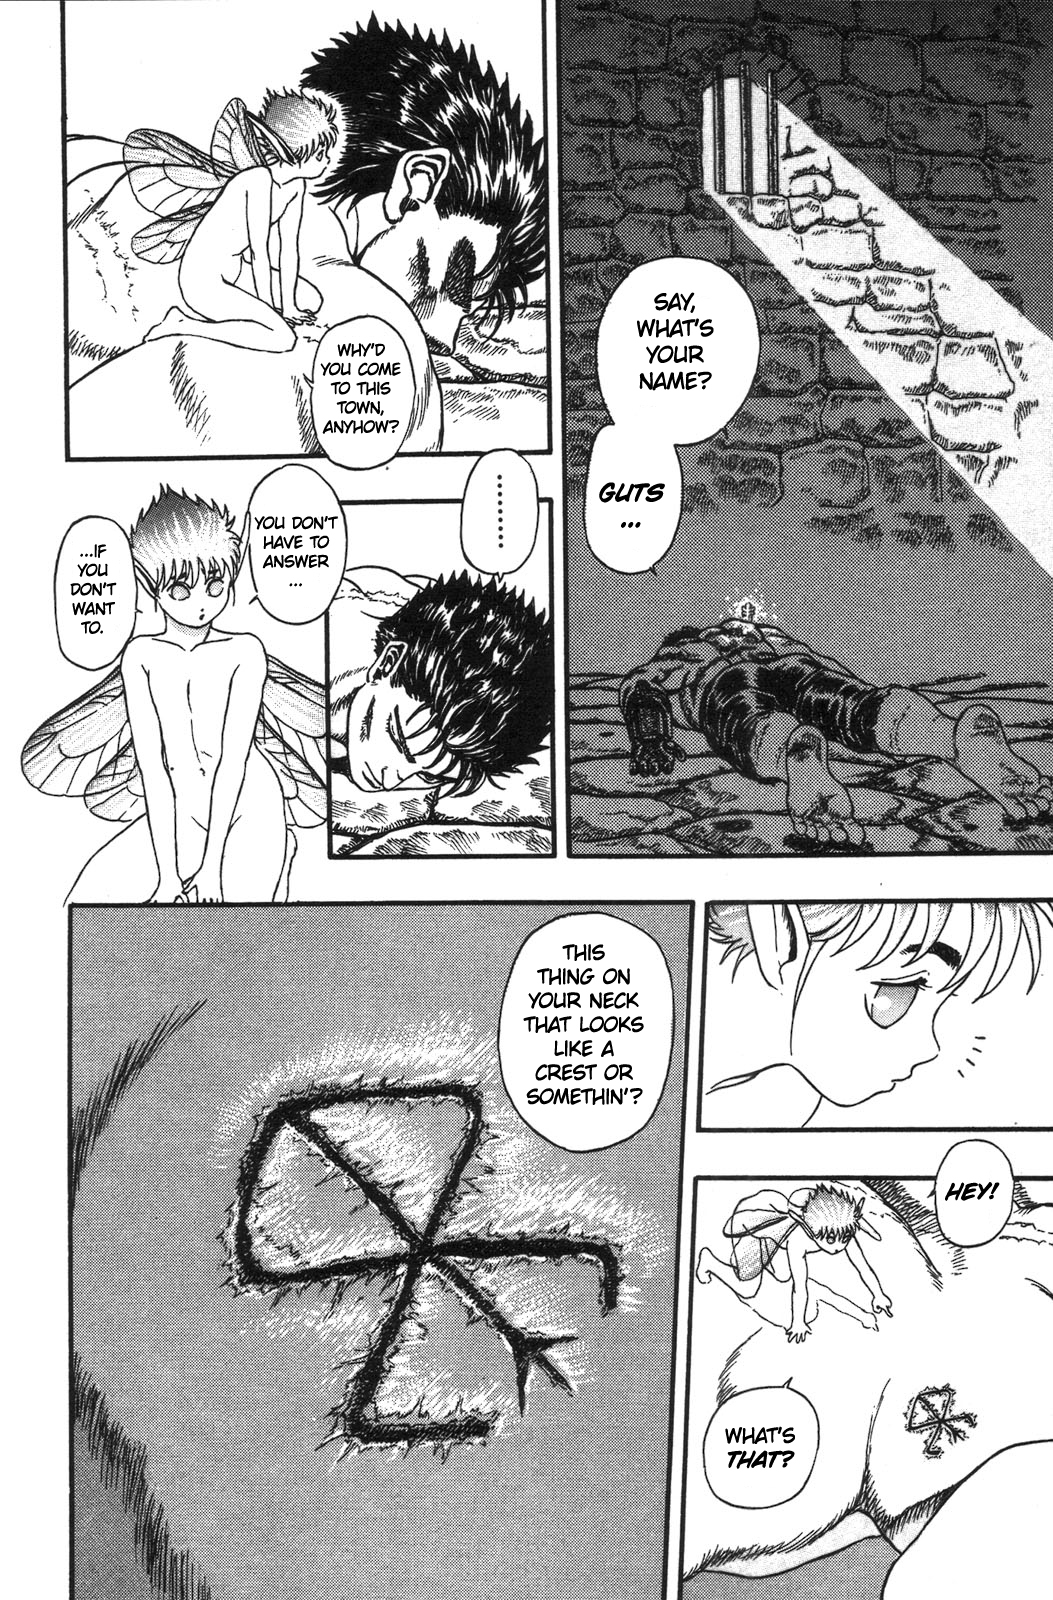 SAY,
WHAT'S
YOUR
NAME?
GUTS
...
WHY'D
YOU COME
TO THIS
TOWN,
ANYHOW?
.........
YOU DON'T
HAVE TO
ANSWER
...
...IF
YOU
DON'T
WANT
TO.
HEY!
WHAT'S
THAT?
THIS
THING ON
YOUR NECK
THAT LOOKS
LIKE A
CREST OR
SOMETHIN'?